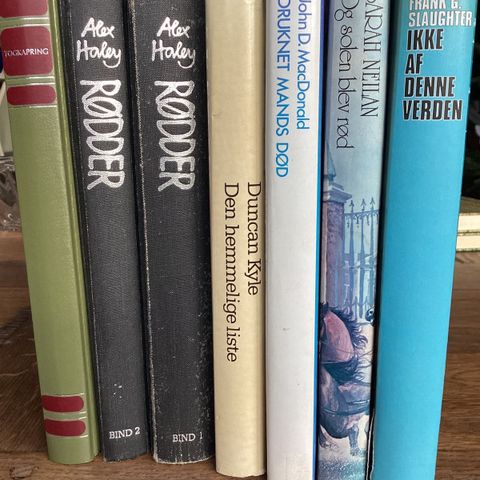 TOGKAPRING
Alex
Haley
RØDDER
BIND 2
Alex
Haley
RØDDER
BIND 1
Duncan Kyle
Den hemmelige liste
John D. MacDonald
DRUKNET MANDS DØD
SARAH NEILAN
Og solen blev rød
FRANK G.
SLAUGHTER
IKKE
AF
DENNE
VERDEN